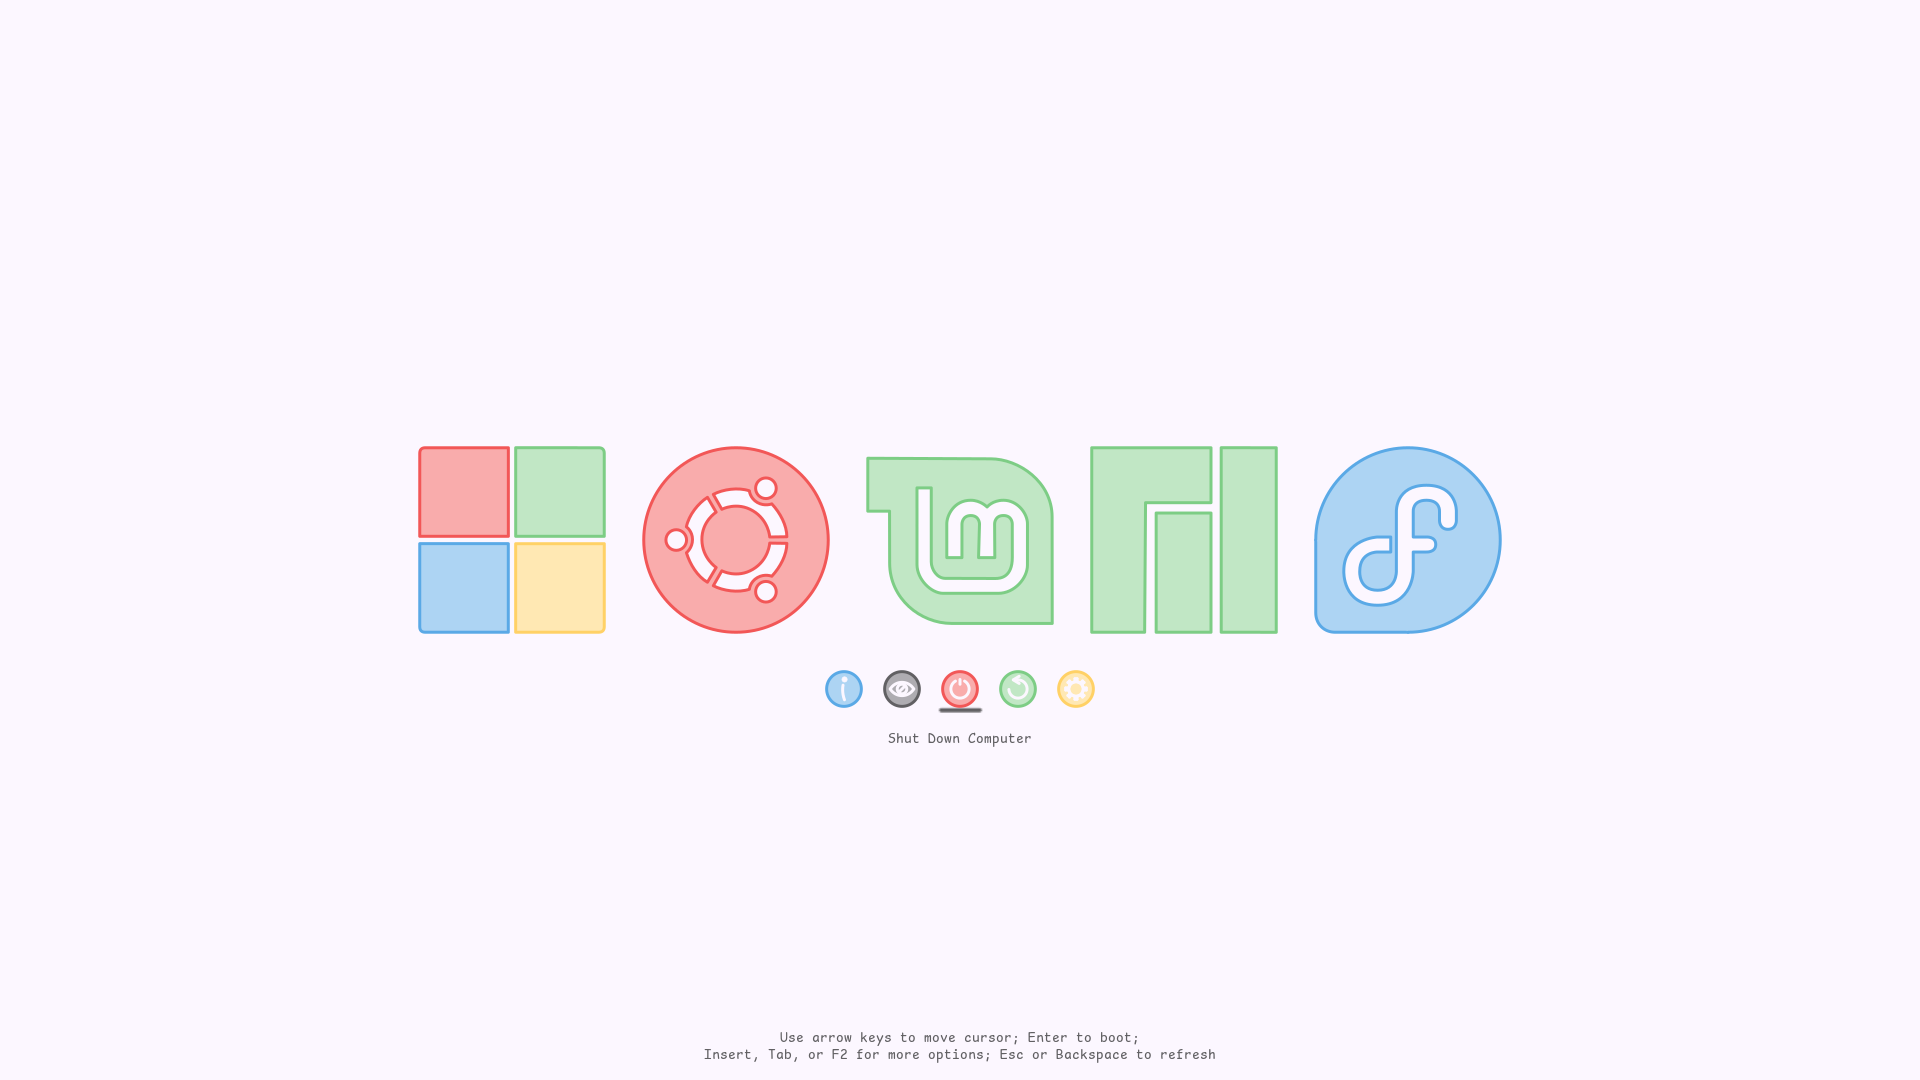 Shut Down Computer
Use arrow keys to move cursor; Enter to boot;
Insert, Tab, or F2 for more options; Esc or Backspace to refresh